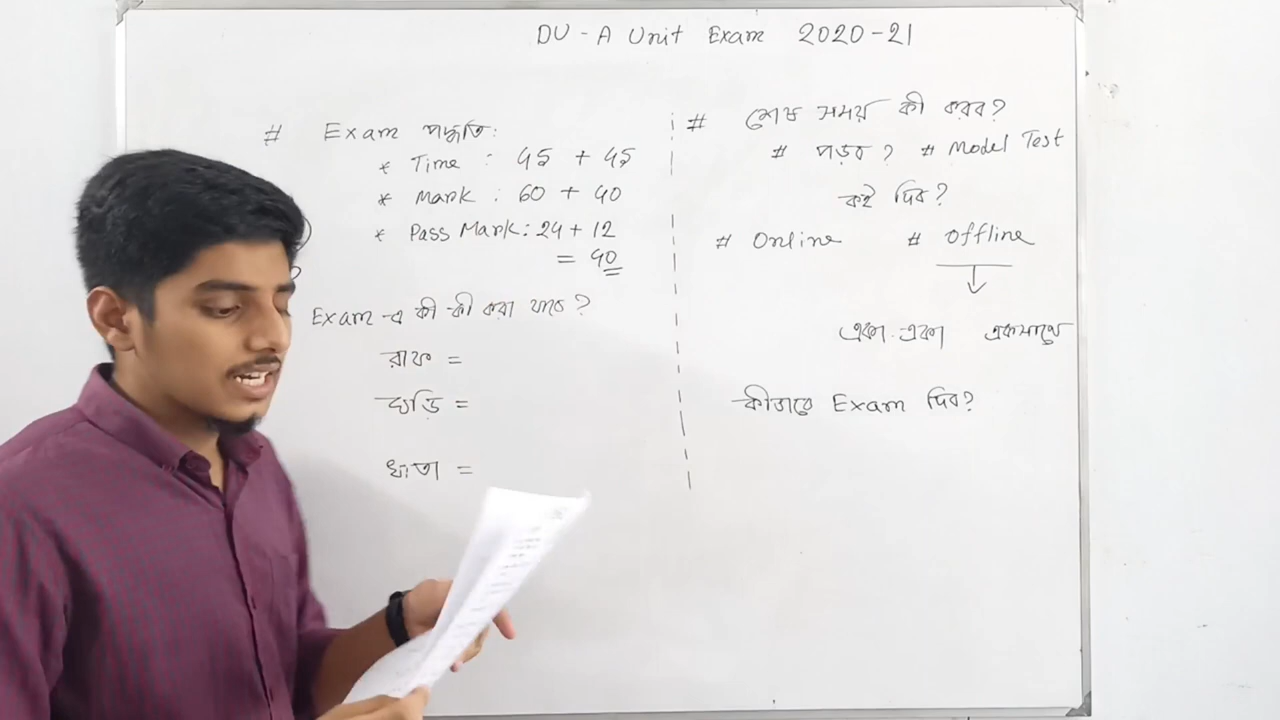 DU - A Unit Exam 2020-21
# Exam পদ্ধতি:
* Time : 45 + 45
* Mark : 60 + 40
* Pass Mark : 24 + 12
= 40
Exam-এ কী-কী করা যাবে?
রাফ =
ঘড়ি =
খাতা =
# শেষ সময় কী করব?
# পড়ব? # Model Test
কই দিব?
# Online # Offline
একা-একা একসাথে
কীভাবে Exam দিব?